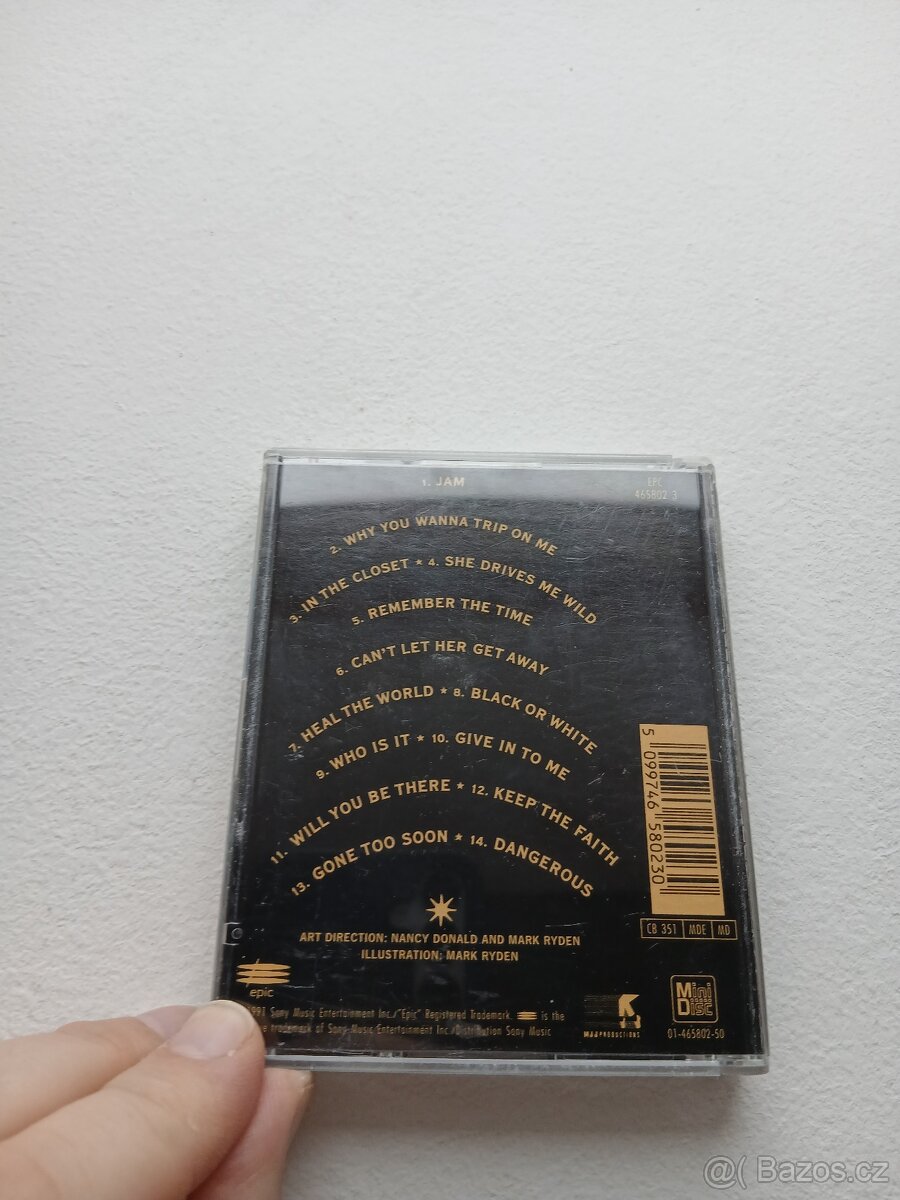 1. JAM
EPC
465802 3
2. WHY YOU WANNA TRIP ON ME
3. IN THE CLOSET ★ 4. SHE DRIVES ME WILD
5. REMEMBER THE TIME
6. CAN'T LET HER GET AWAY
7. HEAL THE WORLD ★ 8. BLACK OR WHITE
9. WHO IS IT ★ 10. GIVE IN TO ME
11. WILL YOU BE THERE ★ 12. KEEP THE FAITH
13. GONE TOO SOON ★ 14. DANGEROUS
5 099746 580230
CB 351 MDE MD
ART DIRECTION: NANCY DONALD AND MARK RYDEN
ILLUSTRATION: MARK RYDEN
epic
1991 Sony Music Entertainment Inc./"Epic" Registered Trademark. is the
trademark of Sony Music Entertainment Inc./Distribution Sony Music
MJJ PRODUCTIONS
Mini
Disc
01-465802-50
@( Bazos.cz